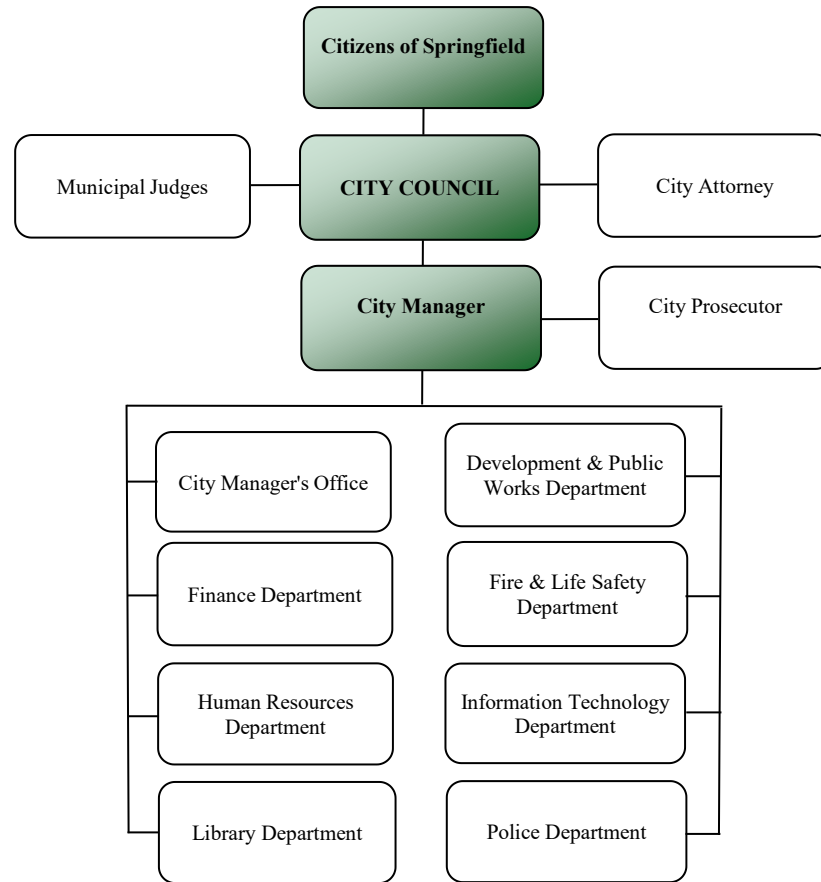 Citizens of Springfield
Municipal Judges
CITY COUNCIL
City Attorney
City Manager
City Prosecutor
City Manager's Office
Development & Public
Works Department
Finance Department
Fire & Life Safety
Department
Human Resources
Department
Information Technology
Department
Library Department
Police Department